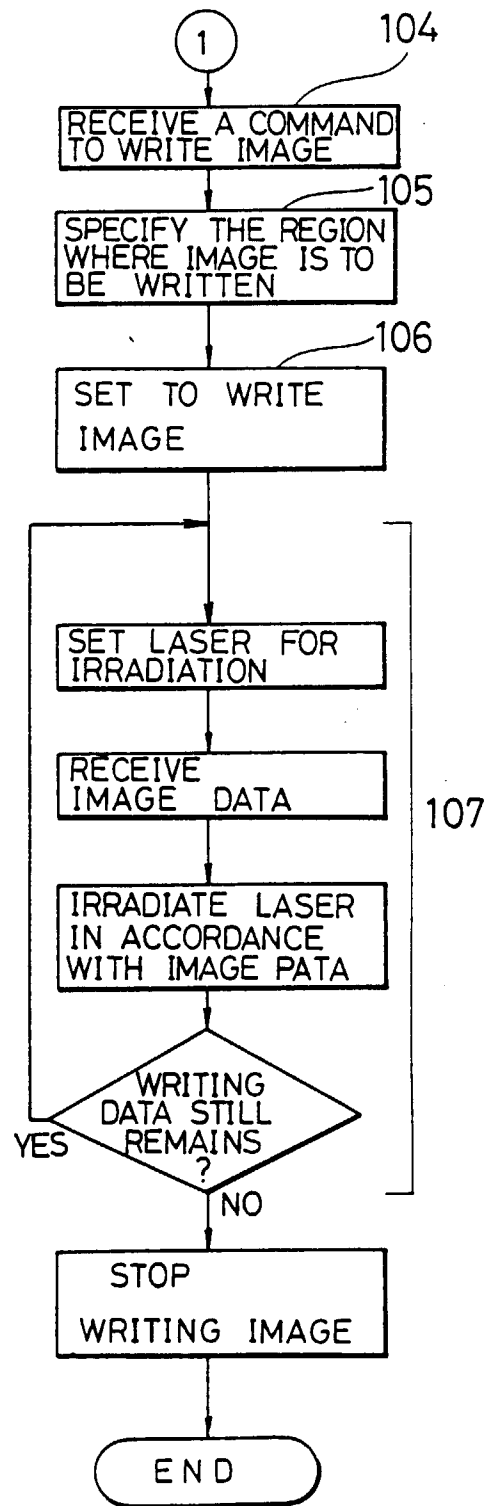 1
104
RECEIVE A COMMAND
TO WRITE IMAGE
105
SPECIFY THE REGION
WHERE IMAGE IS TO
BE WRITTEN
106
SET TO WRITE
IMAGE
SET LASER FOR
IRRADIATION
RECEIVE
IMAGE DATA
107
IRRADIATE LASER
IN ACCORDANCE
WITH IMAGE PATA
WRITING
DATA STILL
REMAINS
?
YES
NO
STOP
WRITING IMAGE
END